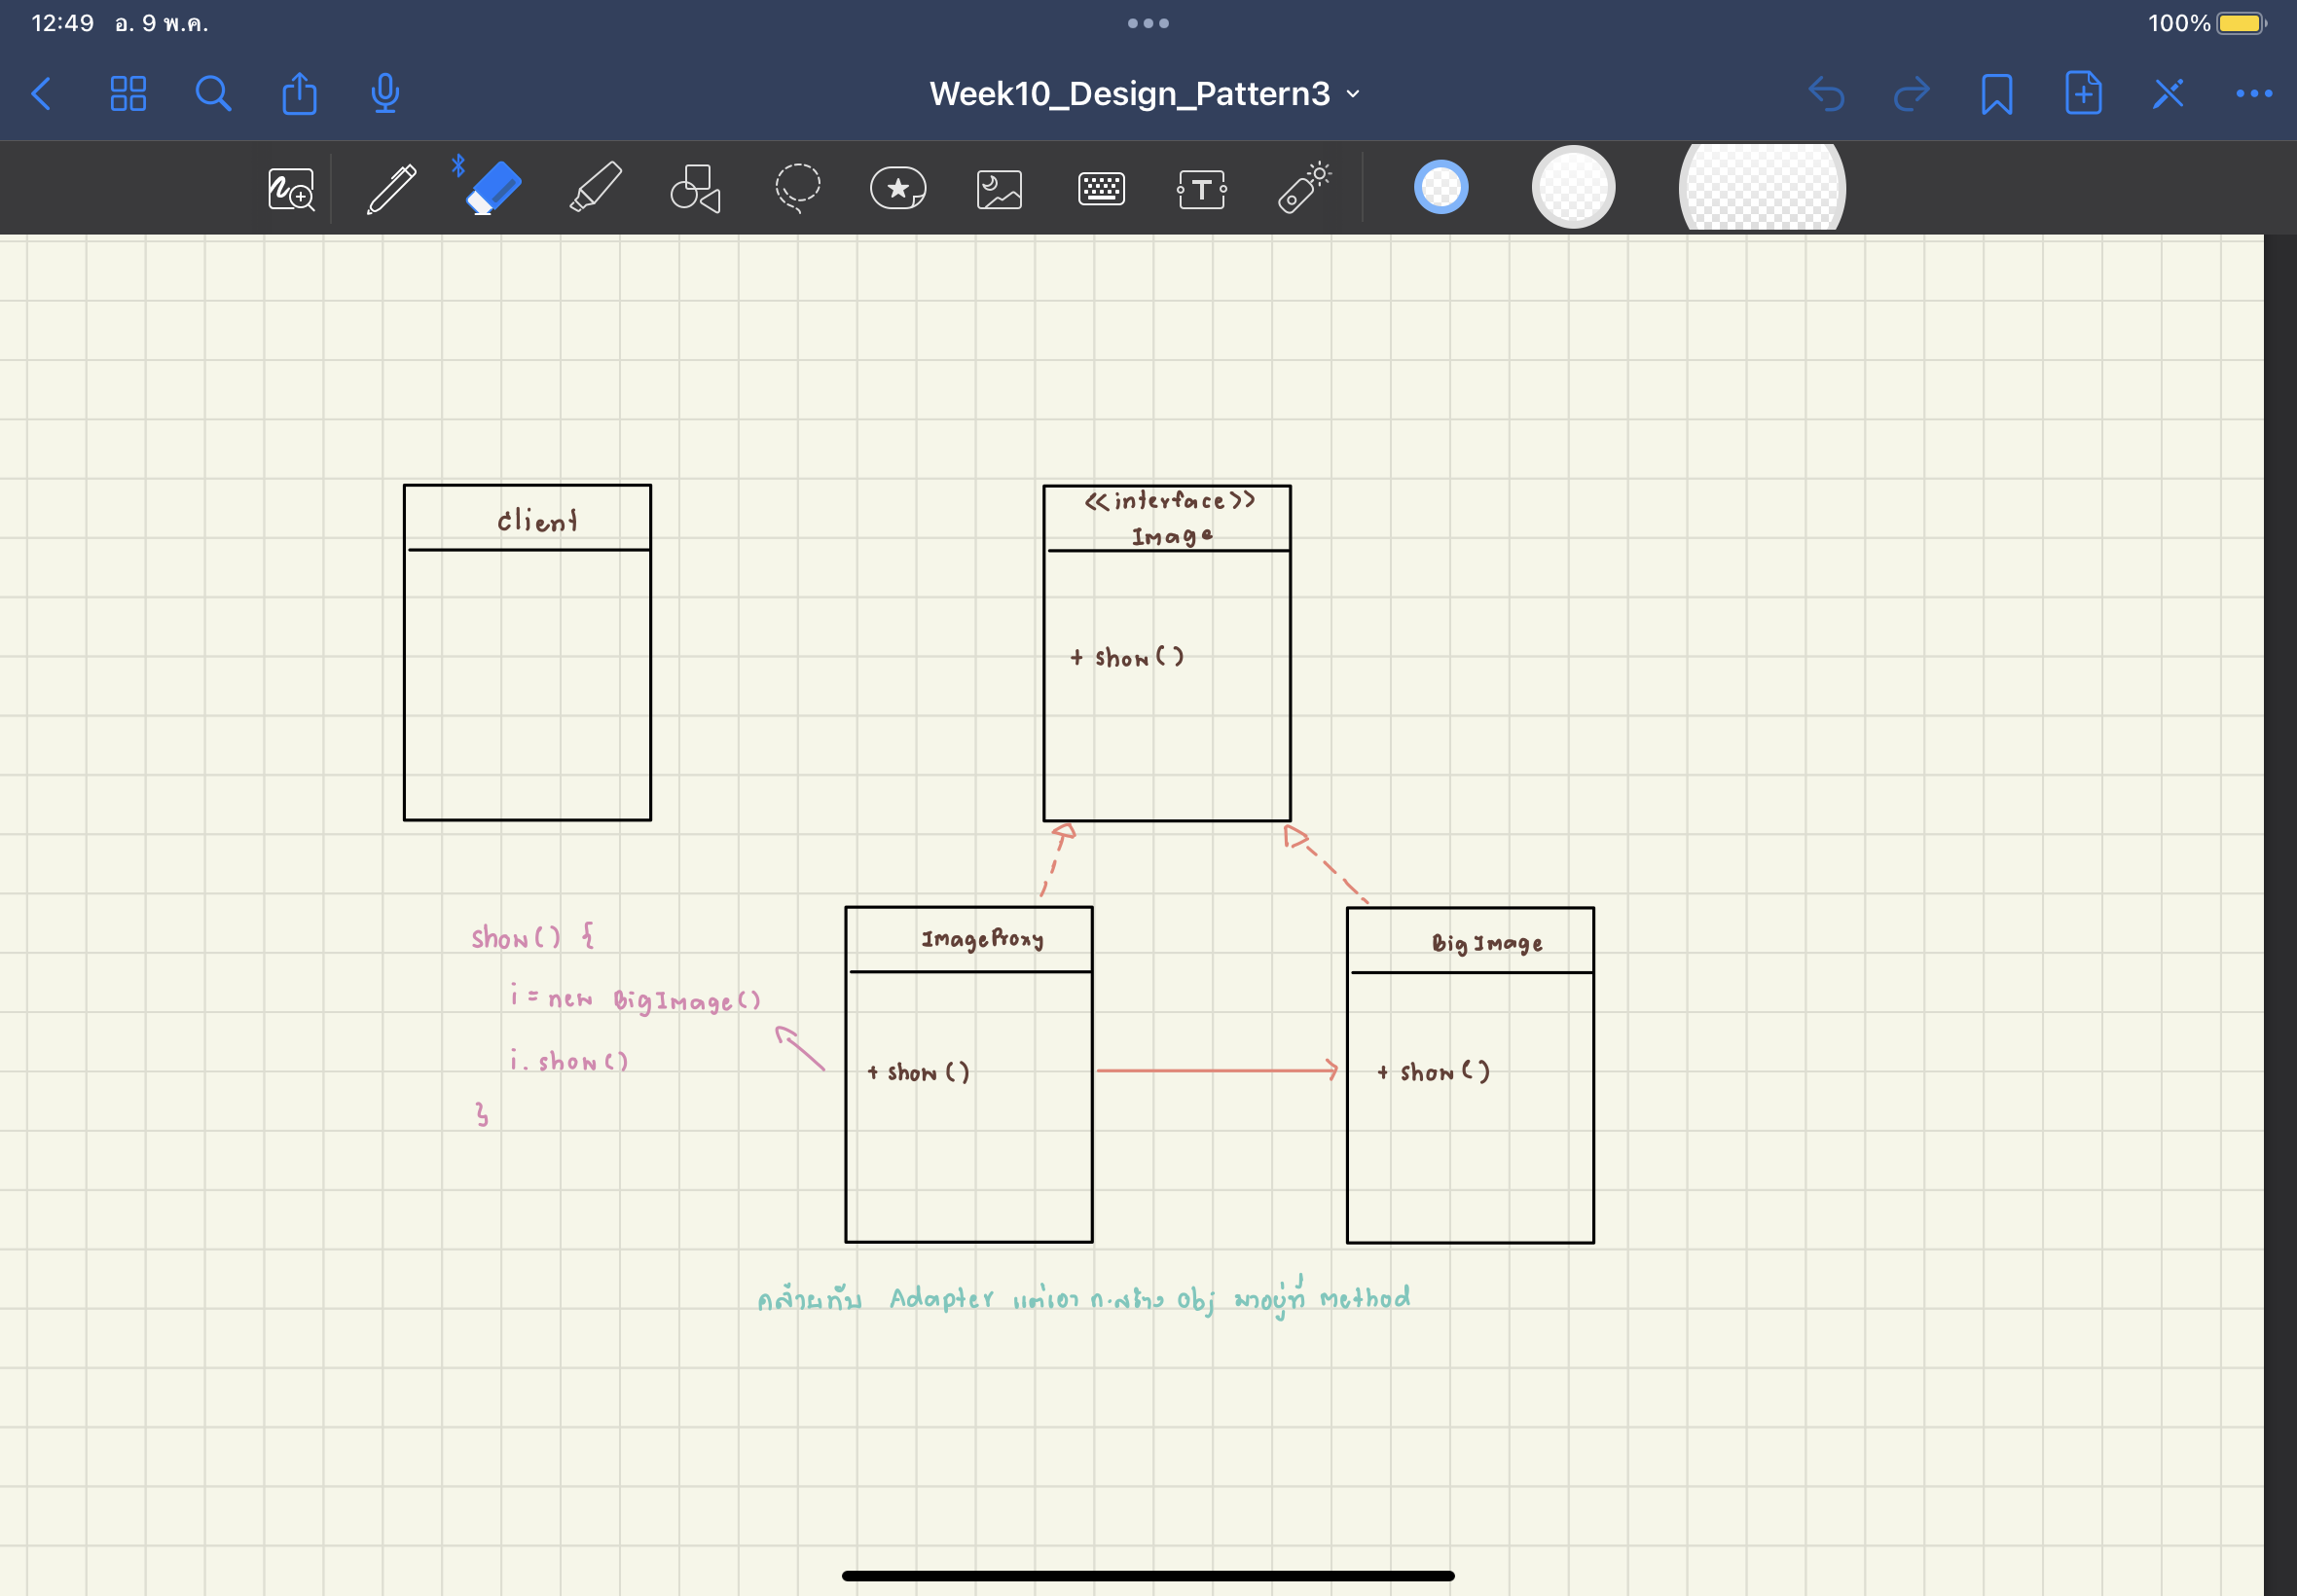 12:49 อ. 9 พ.ค.
100%
Week10_Design_Pattern3
T
Client
<<interface>>
Image
+ show()
ImageProxy
BigImage
show() {
i = new BigImage()
i. show()
}
+ show()
+ show()
คล้ายกับ Adapter แต่เอา ก.สร้าง obj มาอยู่ที่ method